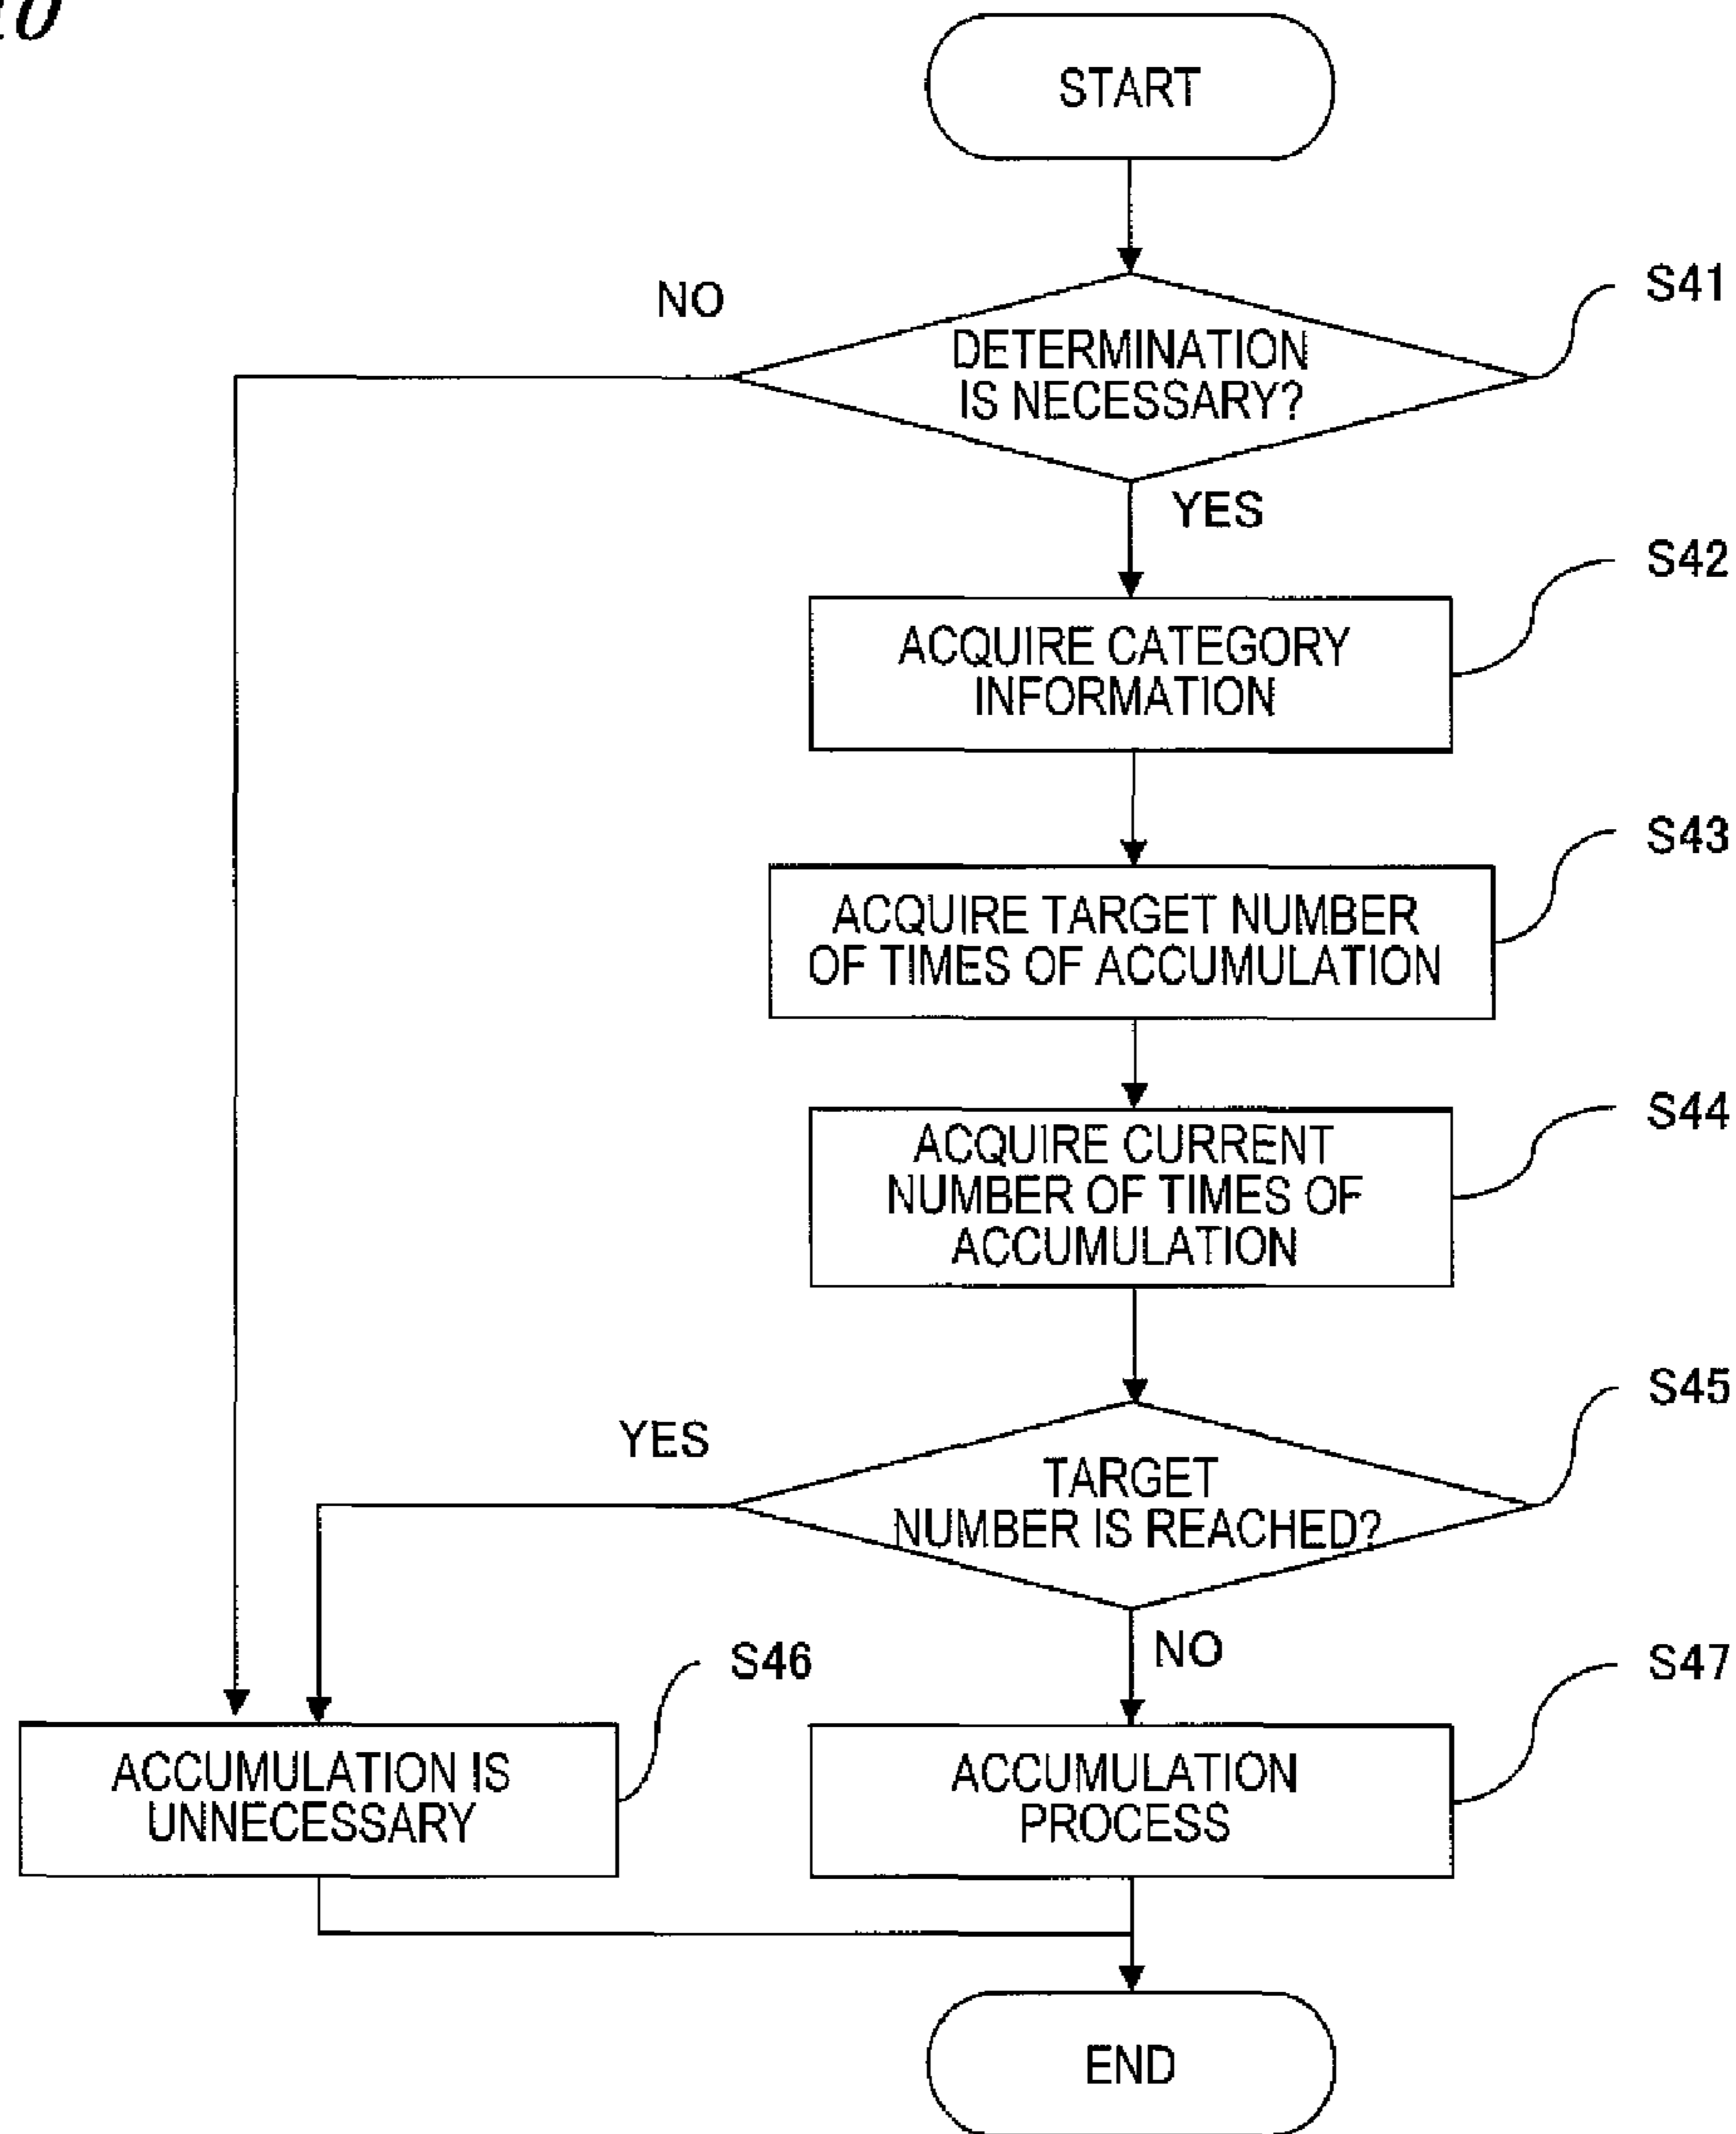 START
NO
S41
DETERMINATION
IS NECESSARY?
YES
S42
ACQUIRE CATEGORY
INFORMATION
S43
ACQUIRE TARGET NUMBER
OF TIMES OF ACCUMULATION
S44
ACQUIRE CURRENT
NUMBER OF TIMES OF
ACCUMULATION
S45
YES
TARGET
NUMBER IS REACHED?
NO
S46
S47
ACCUMULATION IS
UNNECESSARY
ACCUMULATION
PROCESS
END